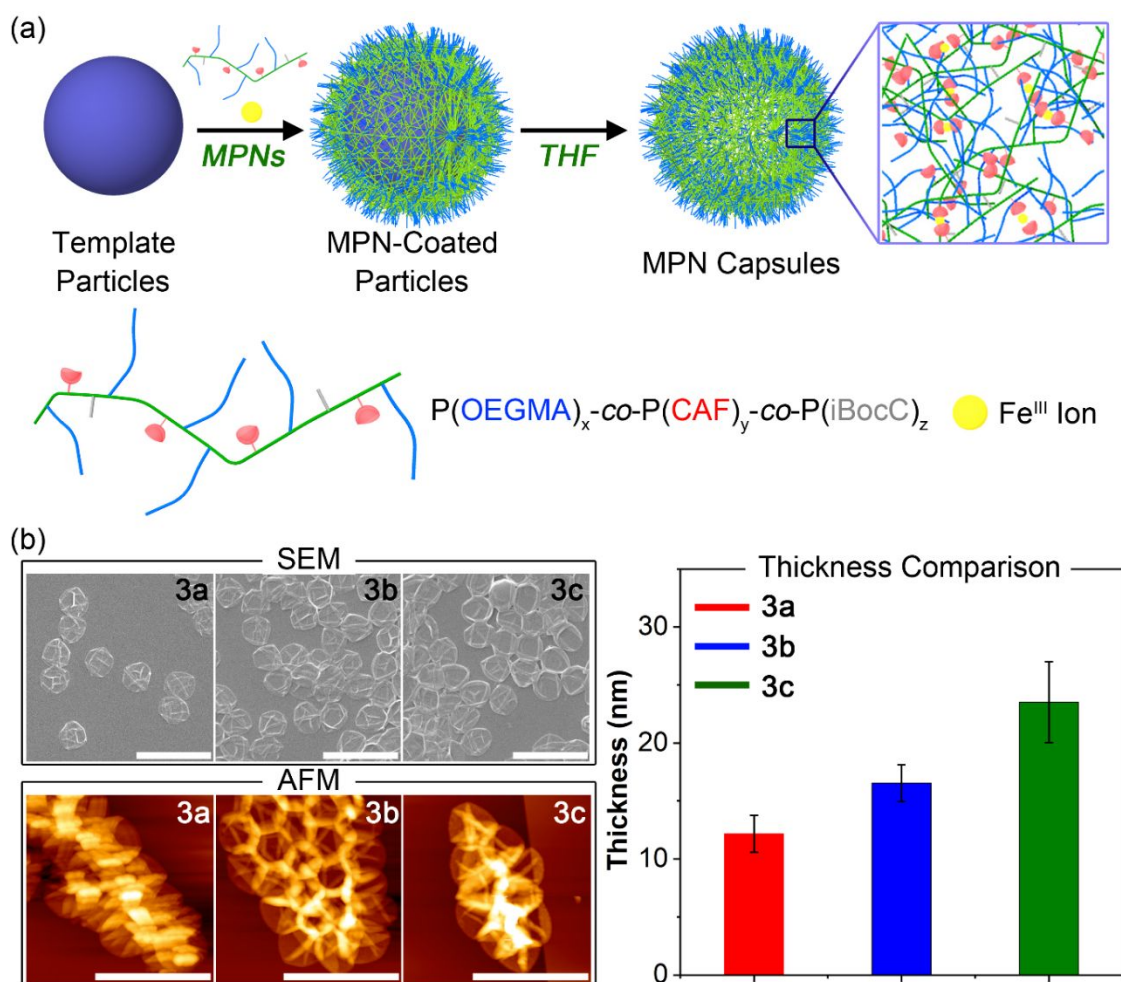 (a)
MPNs
THF
Template
Particles
MPN-Coated
Particles
MPN Capsules
P(OEGMA)x-co-P(CAF)y-co-P(iBocC)z
FeIII Ion
(b)
SEM
3a
3b
3c
AFM
3a
3b
3c
Thickness Comparison
3a
3b
3c
Thickness (nm)
30
20
10
0